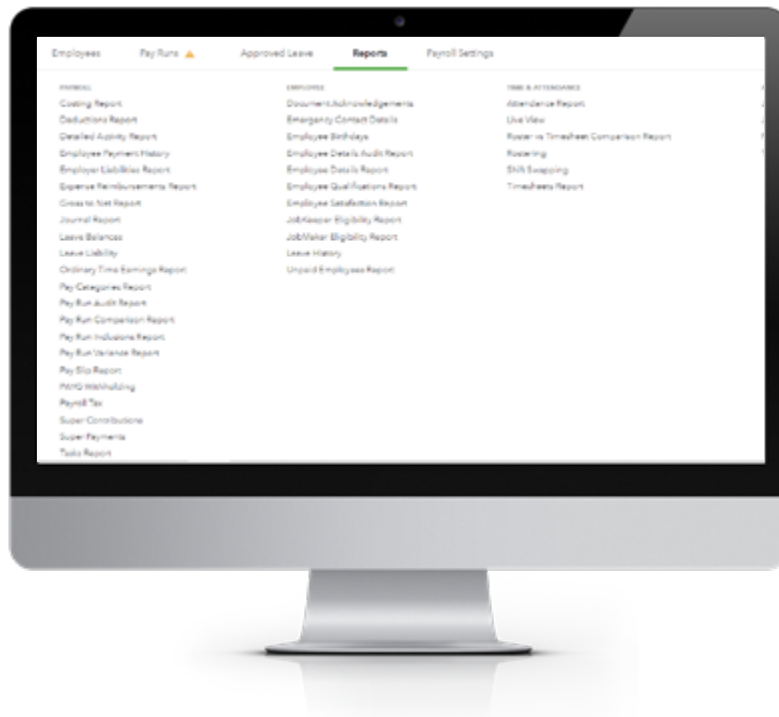 Employees
Pay Runs
Approved Leave
Reports
Payroll Settings
PAYROLL
Costing Report
Deductions Report
Detailed Activity Report
Employee Payment History
Employer Liabilities Report
Expense Reimbursements Report
Gross to Net Report
Journal Report
Leave Balances
Leave Liability
Ordinary Time Earnings Report
Pay Categories Report
Pay Run Audit Report
Pay Run Comparison Report
Pay Run Inclusions Report
Pay Run Variance Report
Pay Slip Report
PAYG Withholding
Payroll Tax
Super Contributions
Super Payments
Tasks Report
EMPLOYEE
Document Acknowledgements
Emergency Contact Details
Employee Birthdays
Employee Details Audit Report
Employee Details Report
Employee Qualifications Report
Employee Satisfaction Report
JobKeeper Eligibility Report
JobMaker Eligibility Report
Leave History
Unpaid Employees Report
TIME & ATTENDANCE
Attendance Report
Live View
Roster vs Timesheet Comparison Report
Rostering
Shift Swapping
Timesheets Report